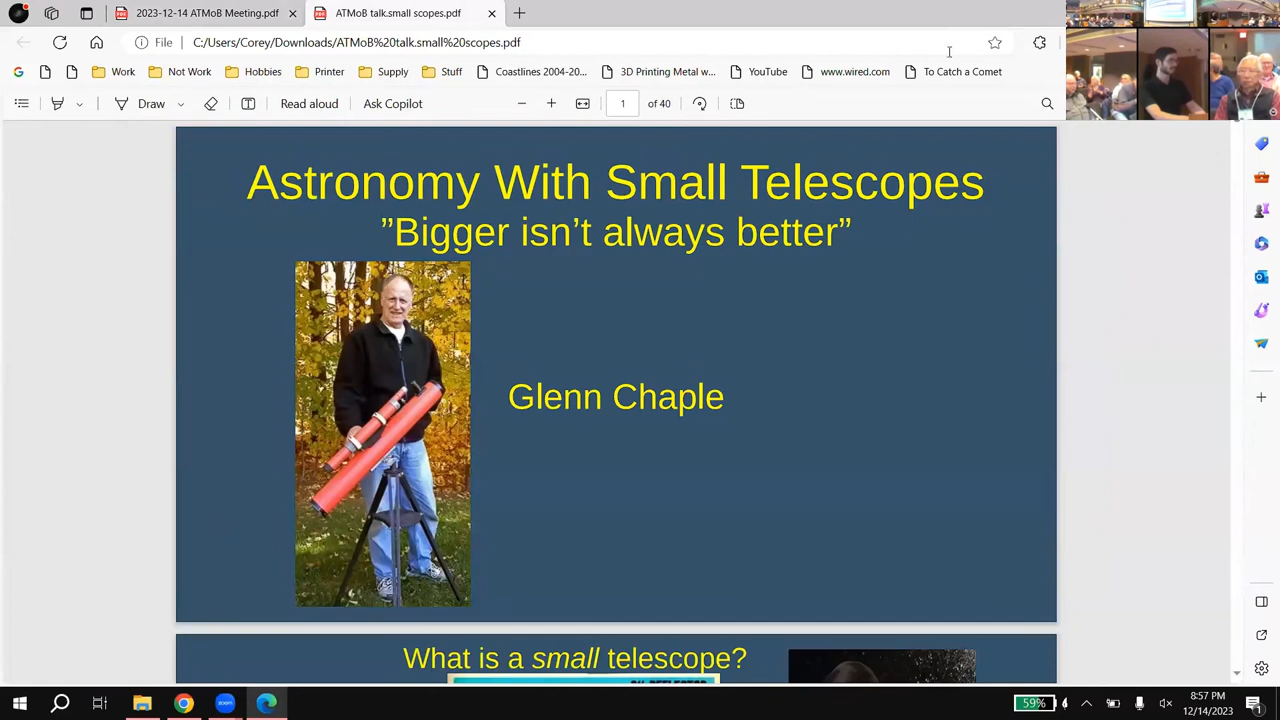 2023-12-14 ATMoB Meeting.pdf
ATMoB talk.small scopes.pdf
File
C:/Users/Corey/Downloads/ATMoB%20talk.small%20scopes.pdf
Work
Not Work
Hobbies
Printer
Supply
Stuff
Coastlines 2004-20...
3D Printing Metal w...
YouTube
www.wired.com
To Catch a Comet
Draw
Read aloud
Ask Copilot
1
of 40
Astronomy With Small Telescopes
”Bigger isn’t always better”
Glenn Chaple
What is a small telescope?
59%
8:57 PM
12/14/2023
1